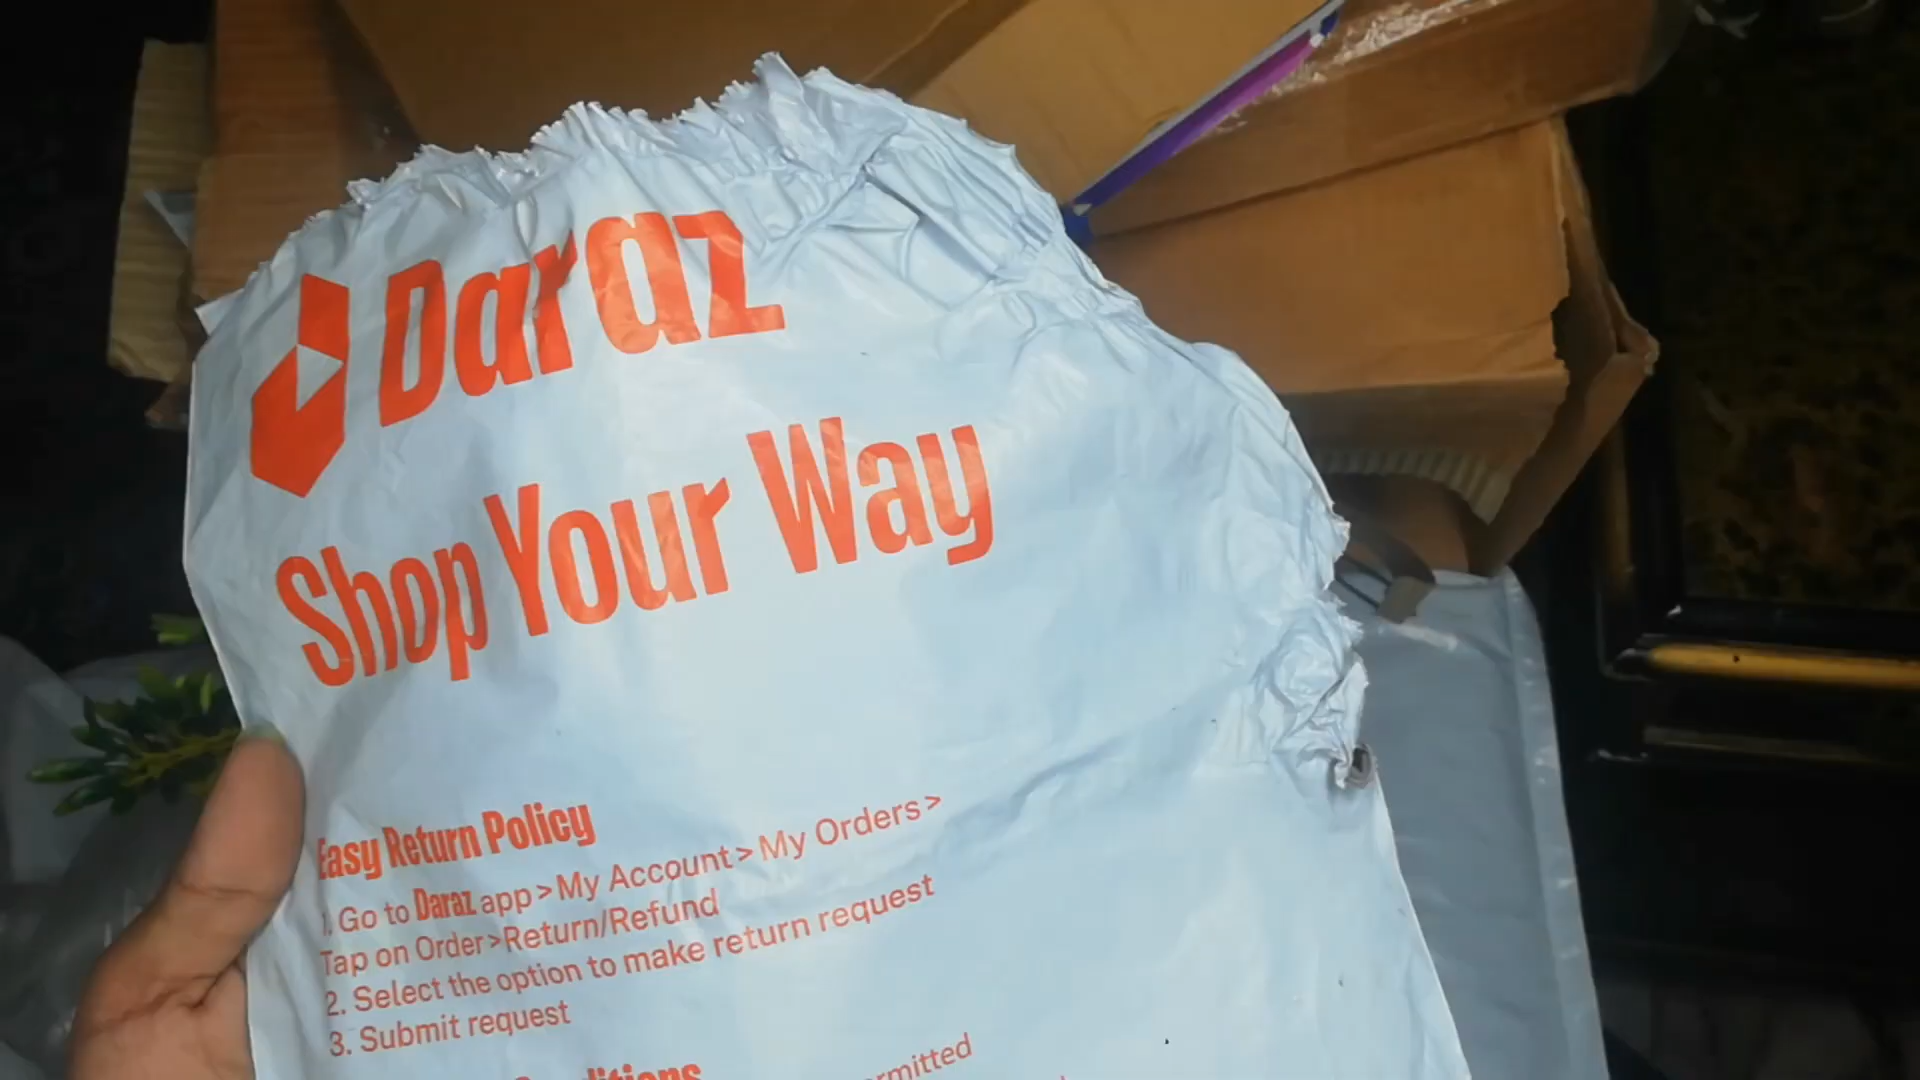 Daraz
Shop Your Way
Easy Return Policy
1. Go to Daraz app > My Account > My Orders >
Tap on Order > Return/Refund
2. Select the option to make return request
3. Submit request